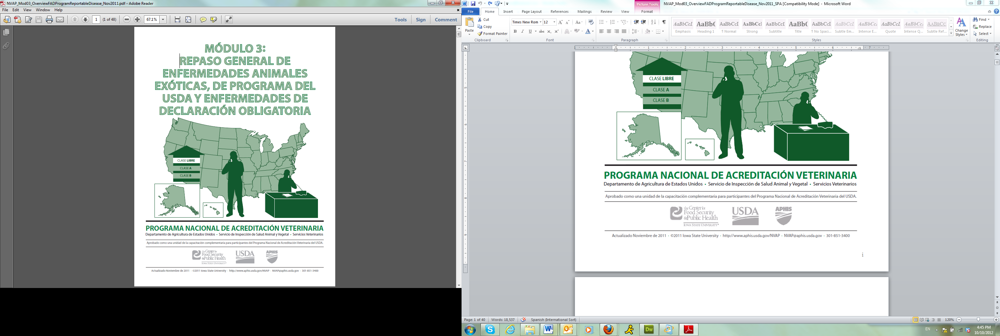 NVAP_Mod03_OverviewFADProgramReportableDisease_Nov2011.pdf - Adobe Reader
File Edit View Window Help
1 (1 of 48) 67.1% Tools Sign Comment
MÓDULO 3:
REPASO GENERAL DE
ENFERMEDADES ANIMALES
EXÓTICAS, DE PROGRAMA DEL
USDA Y ENFERMEDADES DE
DECLARACIÓN OBLIGATORIA
CLASE LIBRE
CLASE A
CLASE B
PROGRAMA NACIONAL DE ACREDITACIÓN VETERINARIA
Departamento de Agricultura de Estados Unidos • Servicio de Inspección de Salud Animal y Vegetal • Servicios Veterinarios
Aprobado como una unidad de la capacitación complementaria para participantes del Programa Nacional de Acreditación Veterinaria del USDA.
the Center for
Food Security
&Public Health
IOWA STATE UNIVERSITY®
USDA
APHIS
Actualizado Noviembre de 2011 · ©2011 Iowa State University · http://www.aphis.usda.gov/NVAP · NVAP@aphis.usda.gov · 301-851-3400
Picture Tools
NVAP_Mod03_OverviewFADProgramReportableDisease_Nov2011_SPA [Compatibility Mode] - Microsoft Word
File Home Insert Page Layout References Mailings Review View Format
Paste
Cut
Copy
Format Painter
Clipboard
Times New Rom 12
Font
Paragraph
AaBbCcL AaBbC AaBbCcI AaBbCcI AaBbCcI AaBbC AaBbCcI AaBbCcL AaBbCcL AaBbCcL AaBbCcL AaBbCc
Emphasis Heading 1 ¶ Normal Strong Subtitle Title ¶ No Spaci... Subtle Em... Intense E... Quote Intense Q... Subtle Ref...
Change
Styles
Styles
Find
Replace
Select
Editing
CLASE LIBRE
CLASE A
CLASE B
PROGRAMA NACIONAL DE ACREDITACIÓN VETERINARIA
Departamento de Agricultura de Estados Unidos • Servicio de Inspección de Salud Animal y Vegetal • Servicios Veterinarios
Aprobado como una unidad de la capacitación complementaria para participantes del Programa Nacional de Acreditación Veterinaria del USDA.
the Center for
Food Security
&Public Health
IOWA STATE UNIVERSITY®
USDA
APHIS
Actualizado Noviembre de 2011 · ©2011 Iowa State University · http://www.aphis.usda.gov/NVAP · NVAP@aphis.usda.gov · 301-851-3400
i
Page: 1 of 40 Words: 18,537 Spanish (International Sort) 120%
EN 4:45 PM
10/10/2012